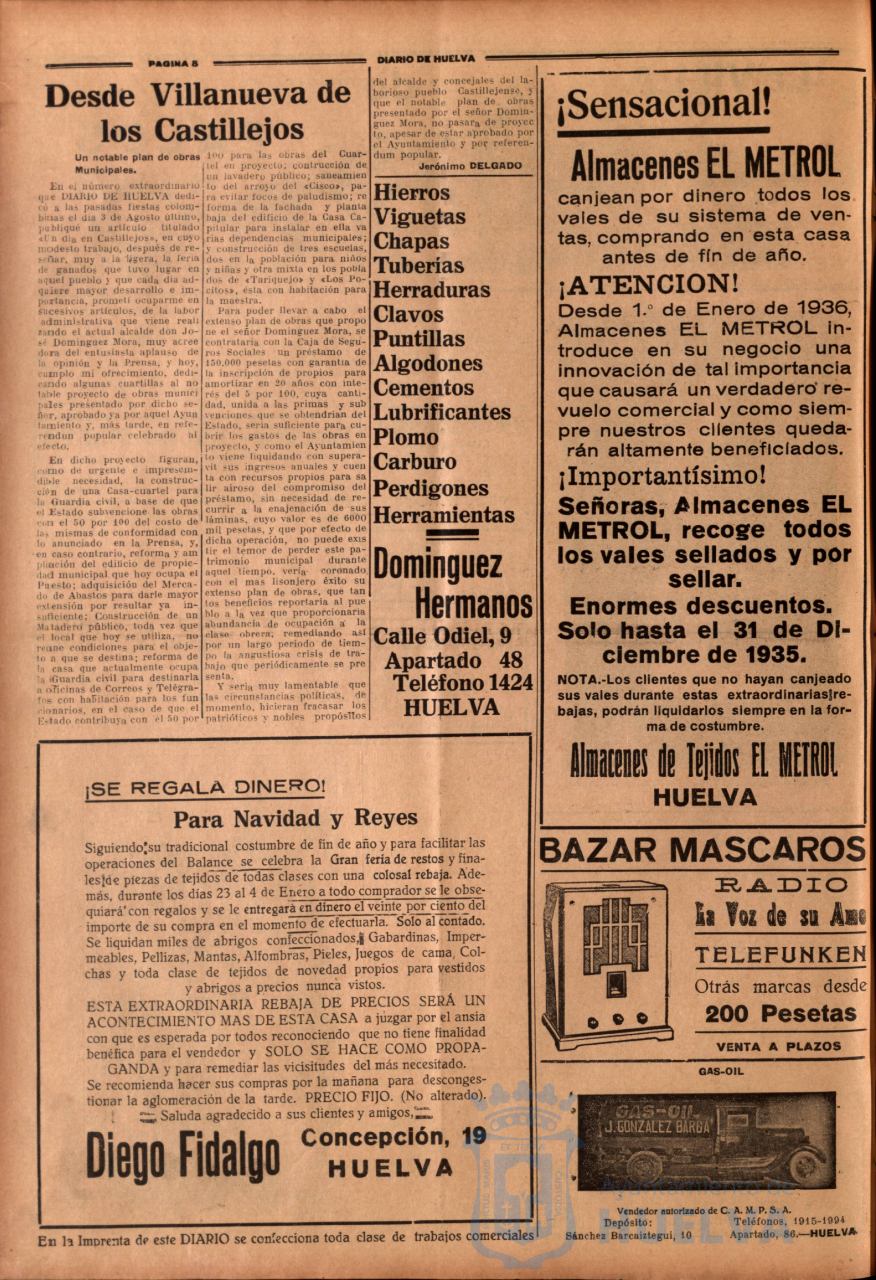 PAGINA 8
DIARIO DE HUELVA
Desde Villanueva de
los Castillejos
Un notable plan de obras
Municipales.
En el número extraordinario
que DIARIO DE HUELVA dedi-
có a las pasadas fiestas colom-
binas el día 3 de Agosto último,
publiqué un artículo titulado
«Un día en Castillejos», en cuyo
modesto trabajo, después de re-
señar, muy a la ligera, la feria
de ganados que tuvo lugar en
aquel pueblo y que cada día ad-
quiere mayor desarrollo e im-
portancia, prometí ocuparme en
sucesivos artículos, de la labor
administrativa que viene reali
zando el actual alcalde don Jo-
sé Dominguez Mora, muy acree
dora del entusiasta aplauso de
la opinión y la Prensa, y hoy,
cumplo mi ofrecimiento, dedi-
cando algunas cuartillas al no
table proyecto de obras munici
pales presentado por dicho se-
ñor, aprobado ya por aquel Ayun
tamiento y, más tarde, en refe-
rendun popular celebrado al
efecto.
En dicho proyecto figuran,
como de urgente e impresem-
dible necesidad, la construc-
ción de una Casa-cuartel para
la Guardia civil, a base de que
el Estado subvencione las obras
con el 50 por 100 del costo de
las mismas de conformidad con
lo anunciado en la Prensa, y,
en caso contrario, reforma y am
pliación del edificio de propie-
dad municipal que hoy ocupa el
Puesto; adquisición del Merca-
do de Abastos para darle mayor
extensión por resultar ya in-
suficiente; Construcción de un
Matadero público, toda vez que
el local que hoy se utiliza, no
reune condiciones para el obje-
to a que se destina; reforma de
la casa que actualmente ocupa
la Guardia civil para destinarla
a oficinas de Correos y Telégra-
fos con habitación para los fun
cionarios, en el caso de que el
Estado contribuya con el 50 por
100 para las obras del Cuar-
tel en proyecto; contrucción de
un lavadero público; saneamien
to del arroyo del «Cisco», pa-
ra evitar focos de paludismo; re
forma de la fachada y planta
baja del edificio de la Casa Ca-
pitular para instalar en ella va
rias dependencias municipales;
y construcción de tres escuelas,
dos en la población para niños
y niñas y otra mixta en los pobla
dos de «Tariquejo» y «Los Po-
citos», ésta con habitación para
la maestra.
Para poder llevar a cabo el
extenso plan de obras que propo
ne el señor Dominguez Mora, se
contrataría con la Caja de Segu
ros Sociales un préstamo de
150.000 pesetas con garantía de
la inscripción de propios para
amortizar en 20 años con inte-
rés del 5 por 100, cuya canti-
dad, unida a las primas y sub
venciones que se obtendrían del
Estado, sería suficiente para cu-
brir los gastos de las obras en
proyecto, y como el Ayuntamien
to viene liquidando con supera-
vit sus ingresos anuales y cuen
ta con recursos propios para sa
lir airoso del compromiso del
préstamo, sin necesidad de re-
currir a la enajenación de sus
láminas, cuyo valor es de 6000
mil pesetas, y que por efecto de
dicha operación, no puede exis
tir el temor de perder este pa-
trimonio municipal durante
aquel tiempo, vería coronado
con el mas lisonjero éxito su
extenso plan de obras, que tan
tos beneficios reportaría al pue
blo a la vez que proporcionaría
abundancia de ocupación a la
clase obrera; remediando así
por un largo periodo de tiem-
po la angustiosa crisis de tra-
bajo que periódicamente se pre
senta.
Y sería muy lamentable que
las circunstancias políticas, de
momento, hicieran fracasar los
patrióticos y nobles propósitos
del alcalde y concejales del la-
borioso pueblo Castillejense, y
que el notable plan de obras
presentado por el señor Domin-
guez Mora, no pasara de proyec
to, apesar de estar aprobado por
el Ayuntamiento y por referen-
dum popular.
Jerónimo DELGADO
Hierros
Viguetas
Chapas
Tuberías
Herraduras
Clavos
Puntillas
Algodones
Cementos
Lubrificantes
Plomo
Carburo
Perdigones
Herramientas
Dominguez
Hermanos
Calle Odiel, 9
Apartado 48
Teléfono 1424
HUELVA
¡Sensacional!
Almacenes EL METROL
canjean por dinero todos los
vales de su sistema de ven-
tas, comprando en esta casa
antes de fin de año.
¡ATENCION!
Desde 1.º de Enero de 1936,
Almacenes EL METROL in-
troduce en su negocio una
innovación de tal importancia
que causará un verdadero re-
vuelo comercial y como siem-
pre nuestros clientes queda-
rán altamente beneficiados.
¡Importantísimo!
Señoras, Almacenes EL
METROL, recoge todos
los vales sellados y por
sellar.
Enormes descuentos.
Solo hasta el 31 de Di-
ciembre de 1935.
NOTA.-Los clientes que no hayan canjeado
sus vales durante estas extraordinarias re-
bajas, podrán liquidarlos siempre en la for-
ma de costumbre.
Almacenes de Tejidos EL METROL
HUELVA
¡SE REGALA DINERO!
Para Navidad y Reyes
Siguiendo su tradicional costumbre de fin de año y para facilitar las
operaciones del Balance se celebra la Gran feria de restos y fina-
les de piezas de tejidos de todas clases con una colosal rebaja. Ade-
más, durante los días 23 al 4 de Enero a todo comprador se le obse-
quiará con regalos y se le entregará en dinero el veinte por ciento del
importe de su compra en el momento de efectuarla. Solo al contado.
Se liquidan miles de abrigos confeccionados, Gabardinas, Imper-
meables, Pellizas, Mantas, Alfombras, Pieles, Juegos de cama, Col-
chas y toda clase de tejidos de novedad propios para vestidos
y abrigos a precios nunca vistos.
ESTA EXTRAORDINARIA REBAJA DE PRECIOS SERÁ UN
ACONTECIMIENTO MAS DE ESTA CASA a júzgar por el ansia
con que es esperada por todos reconociendo que no tiene finalidad
benéfica para el vendedor y SOLO SE HACE COMO PROPA-
GANDA y para remediar las vicisitudes del más necesitado.
Se recomienda hacer sus compras por la mañana para desconges-
tionar la aglomeración de la tarde. PRECIO FIJO. (No alterado).
Saluda agradecido a sus clientes y amigos,
Diego Fidalgo
Concepción, 19
HUELVA
BAZAR MASCAROS
RADIO
La Voz de su Amo
TELEFUNKEN
Otrás marcas desde
200 Pesetas
VENTA A PLAZOS
GAS-OIL
GAS-OIL
J. GONZALEZ BARBA
Vendedor autorizado de C. A. M. P. S. A.
Depósito:
Teléfonos, 1915-1994
Sánchez Barcaiztegui, 10
Apartado, 86.—HUELVA
Ayuntamiento de
HUELVA
En la Imprenta de este DIARIO se confecciona toda clase de trabajos comerciales